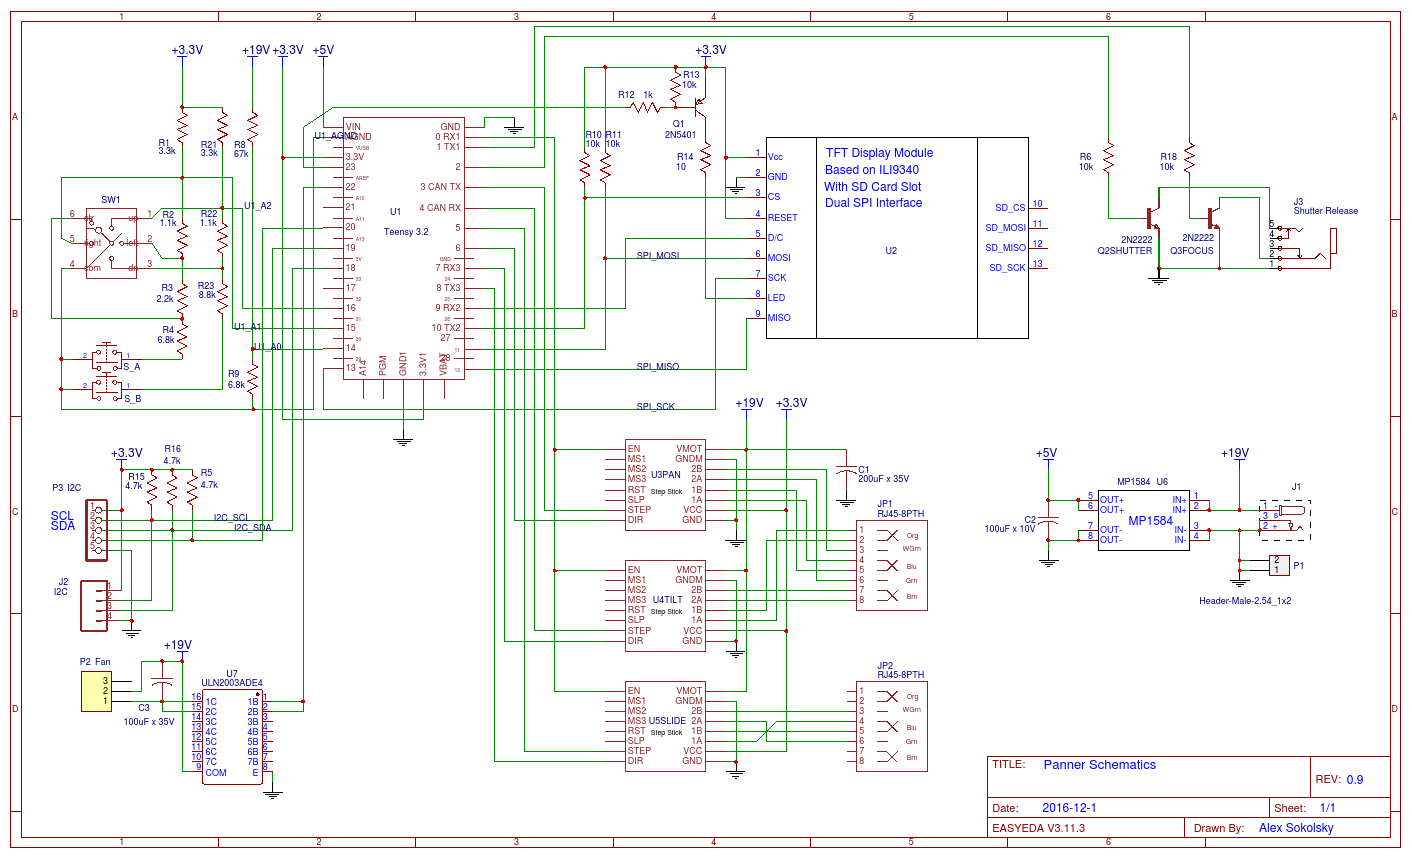 1 2 3 4 5 6
A
B
C
D
A
B
C
D
1 2 3 4 5 6
+3.3V
+19V
+3.3V
+5V
R1
3.3k
R21
3.3k
R8
67k
SW1
6 ctr up 1
5 right left 2
4 com dn 3
R2
1.1k
R22
1.1k
R3
2.2k
R23
8.8k
R4
6.8k
R9
6.8k
2 1
S_A
2 1
S_B
U1_AGND
U1_A2
U1_A1
U1_A0
U1
Teensy 3.2
VIN
AGND
VUSB
3.3V
23
AREF
22
A10
21
A11
20
A13
19
3V
18
33
17
32
16
31
15
30
14
29
13
GND
0 RX1
1 TX1
2
3 CAN TX
4 CAN RX
5
6
GND
7 RX3
24
8 TX3
25
9 RX2
26
10 TX2
27
11
28
12
A14
PGM
GND1
3.3V1
VBAT
+3.3V
R12 1k
R13
10k
Q1
2N5401
R10
10k
R11
10k
R14
10
SPI_MOSI
SPI_MISO
SPI_SCK
TFT Display Module
Based on ILI9340
With SD Card Slot
Dual SPI Interface
U2
1 Vcc
2 GND
3 CS
4 RESET
5 D/C
6 MOSI
7 SCK
8 LED
9 MISO
SD_CS 10
SD_MOSI 11
SD_MISO 12
SD_SCK 13
R6
10k
R18
10k
2N2222
Q2SHUTTER
2N2222
Q3FOCUS
J3
Shutter Release
5
4
3
2
1
+3.3V
R16
4.7k
R15
4.7k
R5
4.7k
P3 I2C
SCL
SDA
1
2
3
4
5
I2C_SCL
I2C_SDA
J2
I2C
1
2
3
4
+19V
P2 Fan
3
2
1
C3
100uF x 35V
U7
ULN2003ADE4
16 1C 1B 1
15 2C 2B 2
14 3C 3B 3
13 4C 4B 4
12 5C 5B 5
11 6C 6B 6
10 7C 7B 7
9 COM E 8
+19V
+3.3V
EN VMOT
MS1 GNDM
MS2 2B
MS3 2A
RST 1B
SLP 1A
STEP VCC
DIR GND
U3PAN
Step Stick
C1
200uF x 35V
EN VMOT
MS1 GNDM
MS2 2B
MS3 2A
RST 1B
SLP 1A
STEP VCC
DIR GND
U4TILT
Step Stick
EN VMOT
MS1 GNDM
MS2 2B
MS3 2A
RST 1B
SLP 1A
STEP VCC
DIR GND
U5SLIDE
Step Stick
JP1
RJ45-8PTH
1
2
3
4
5
6
7
8
Org
WGrn
Blu
Grn
Brn
JP2
RJ45-8PTH
1
2
3
4
5
6
7
8
Org
WGrn
Blu
Grn
Brn
+5V
C2
100uF x 10V
MP1584 U6
MP1584
5 OUT+ IN+ 1
6 OUT+ IN+ 2
7 OUT- IN- 3
8 OUT- IN- 4
+19V
J1
1 -
3 s
2 +
2
1
P1
Header-Male-2.54_1x2
TITLE: Panner Schematics
REV: 0.9
Date: 2016-12-1
Sheet: 1/1
EASYEDA V3.11.3
Drawn By: Alex Sokolsky